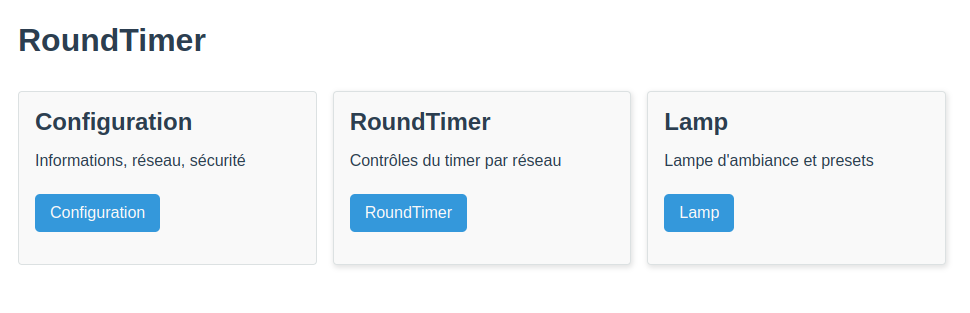 RoundTimer
Configuration
Informations, réseau, sécurité
Configuration
RoundTimer
Contrôles du timer par réseau
RoundTimer
Lamp
Lampe d'ambiance et presets
Lamp